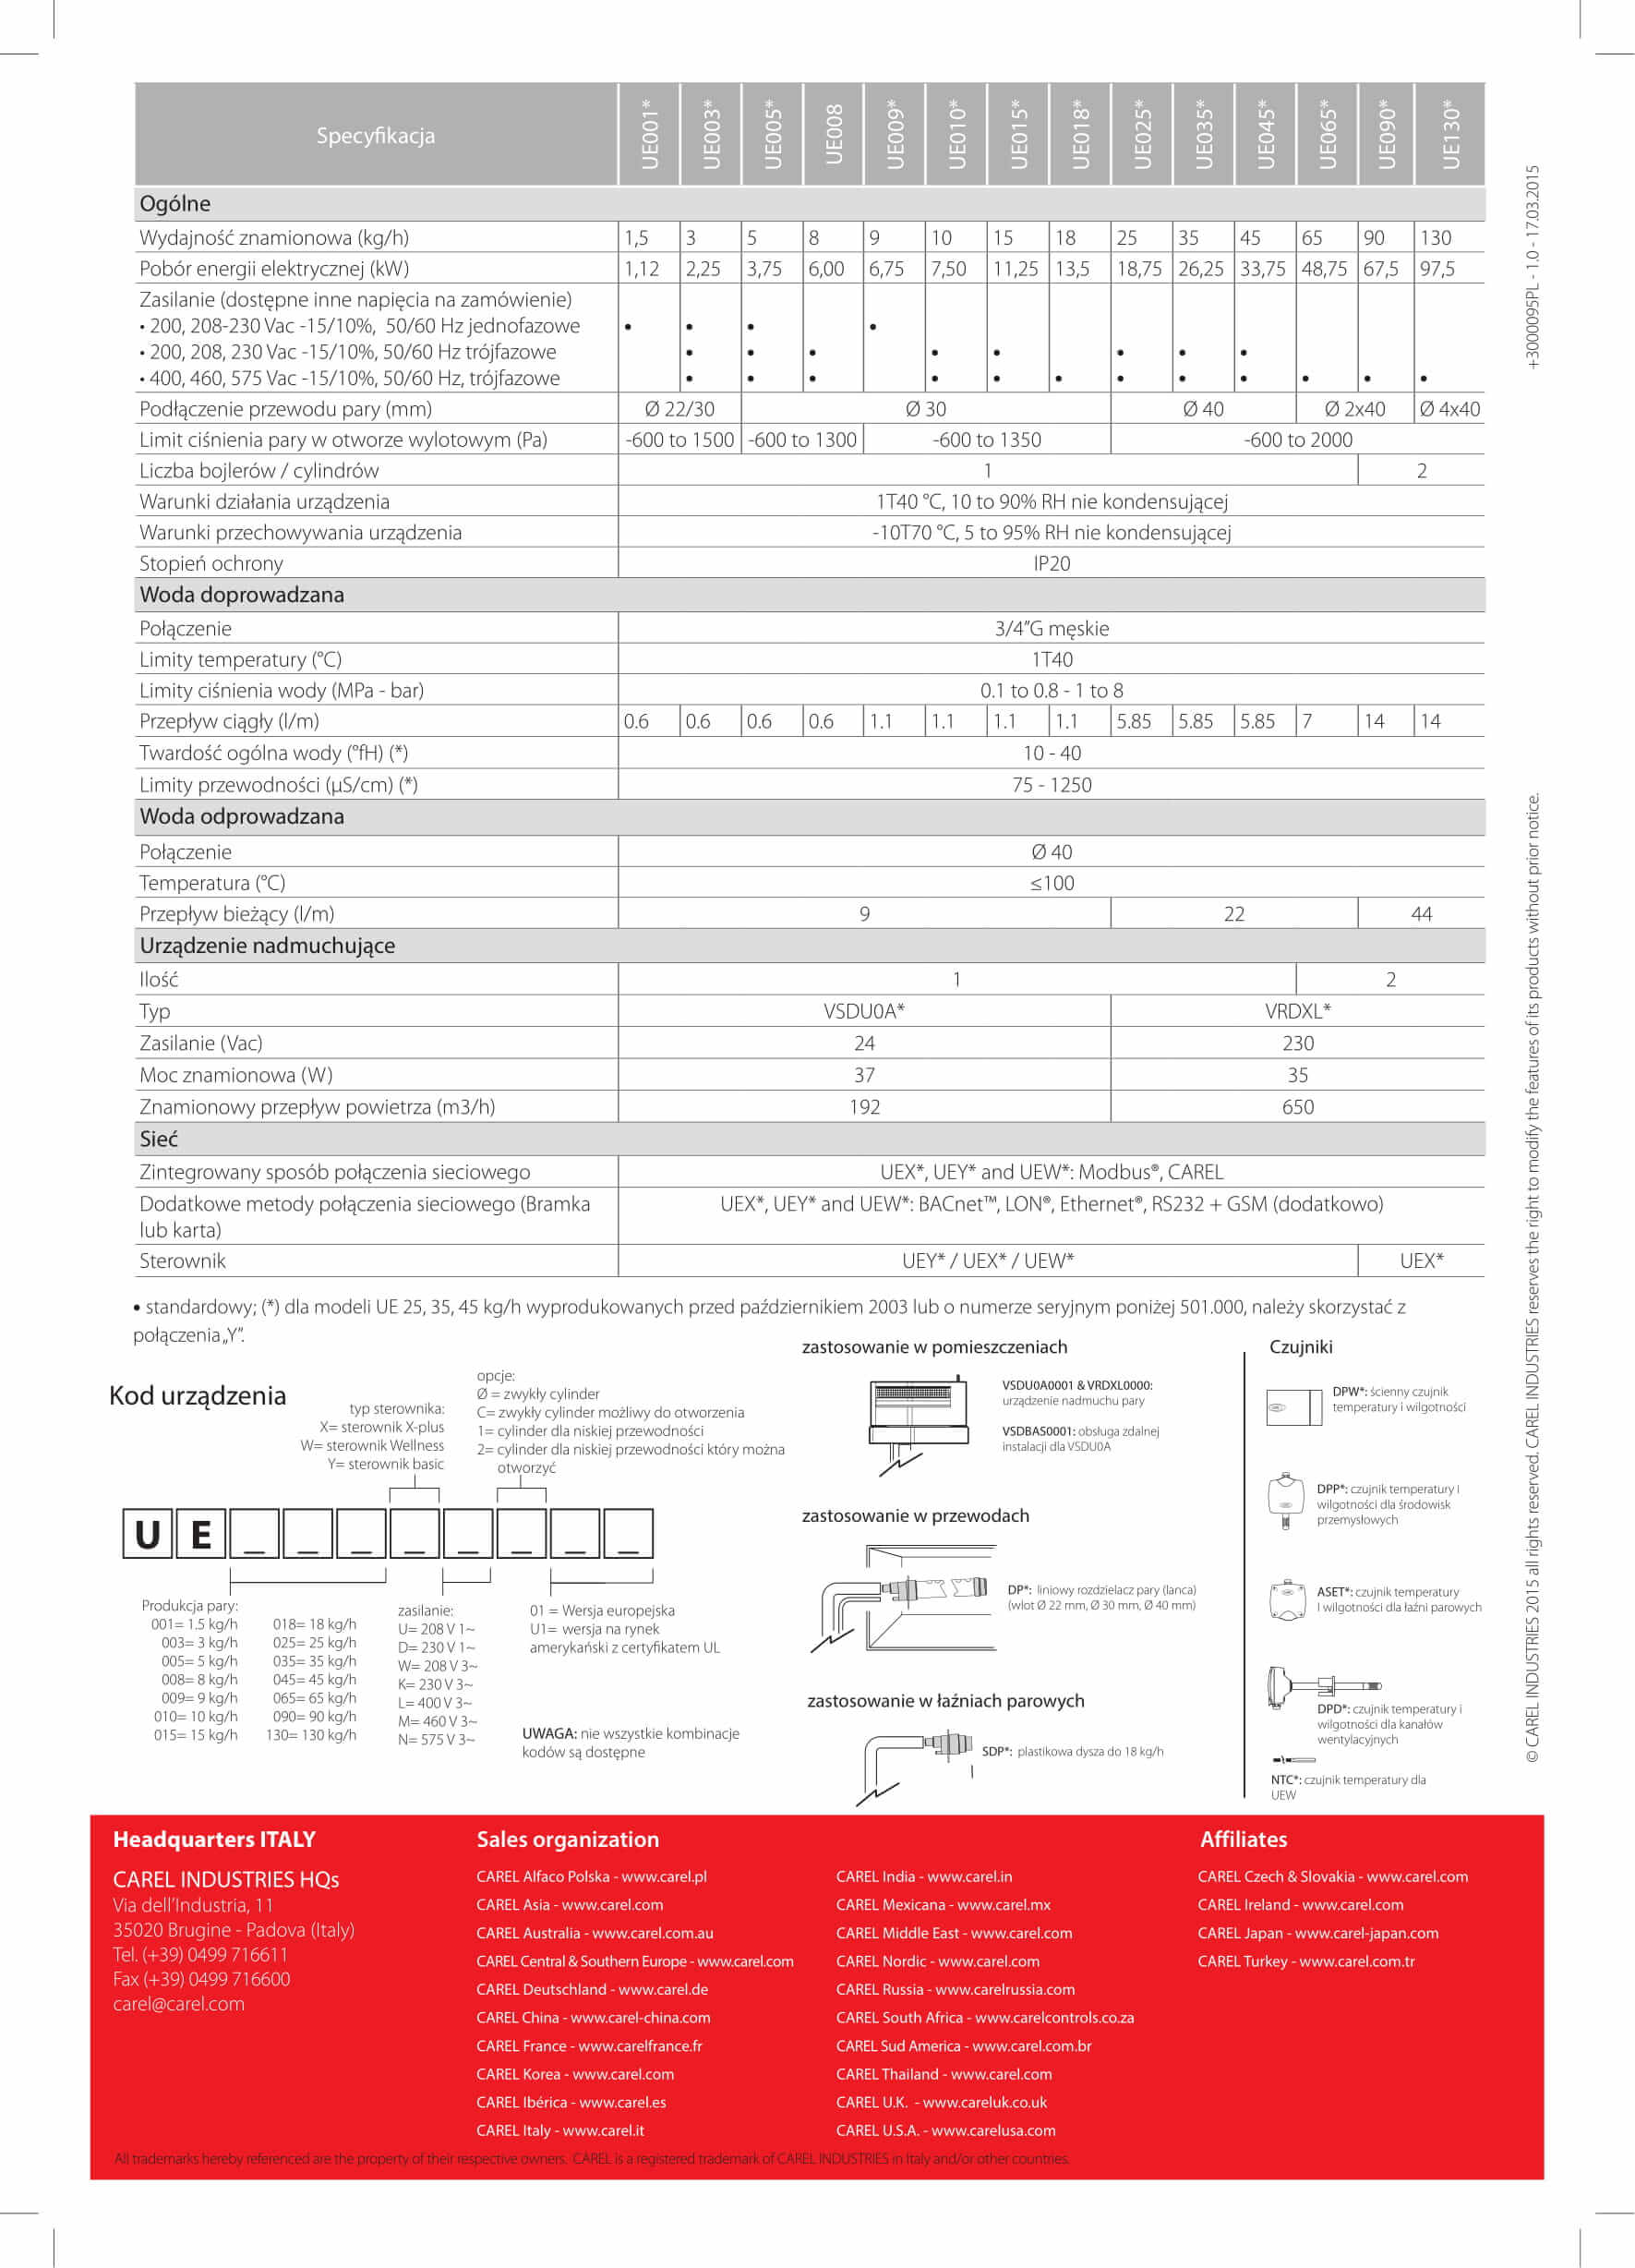 Specyfikacja UE001* UE003* UE005* UE008 UE009* UE010* UE015* UE018* UE025* UE035* UE045* UE065* UE090* UE130*
Ogólne
Wydajność znamionowa (kg/h) 1,5 3 5 8 9 10 15 18 25 35 45 65 90 130
Pobór energii elektrycznej (kW) 1,12 2,25 3,75 6,00 6,75 7,50 11,25 13,5 18,75 26,25 33,75 48,75 67,5 97,5
Zasilanie (dostępne inne napięcia na zamówienie)
• 200, 208-230 Vac -15/10%, 50/60 Hz jednofazowe • • • •
• 200, 208, 230 Vac -15/10%, 50/60 Hz trójfazowe • • • • • • • •
• 400, 460, 575 Vac -15/10%, 50/60 Hz, trójfazowe • • • • • • • • • • • •
Podłączenie przewodu pary (mm) Ø 22/30 Ø 30 Ø 40 Ø 2x40 Ø 4x40
Limit ciśnienia pary w otworze wylotowym (Pa) -600 to 1500 -600 to 1300 -600 to 1350 -600 to 2000
Liczba bojlerów / cylindrów 1 2
Warunki działania urządzenia 1T40 °C, 10 to 90% RH nie kondensującej
Warunki przechowywania urządzenia -10T70 °C, 5 to 95% RH nie kondensującej
Stopień ochrony IP20
Woda doprowadzana
Połączenie 3/4”G męskie
Limity temperatury (°C) 1T40
Limity ciśnienia wody (MPa - bar) 0.1 to 0.8 - 1 to 8
Przepływ ciągły (l/m) 0.6 0.6 0.6 0.6 1.1 1.1 1.1 1.1 5.85 5.85 5.85 7 14 14
Twardość ogólna wody (°fH) (*) 10 - 40
Limity przewodności (µS/cm) (*) 75 - 1250
Woda odprowadzana
Połączenie Ø 40
Temperatura (°C) ≤100
Przepływ bieżący (l/m) 9 22 44
Urządzenie nadmuchujące
Ilość 1 2
Typ VSDU0A* VRDXL*
Zasilanie (Vac) 24 230
Moc znamionowa (W) 37 35
Znamionowy przepływ powietrza (m3/h) 192 650
Sieć
Zintegrowany sposób połączenia sieciowego UEX*, UEY* and UEW*: Modbus®, CAREL
Dodatkowe metody połączenia sieciowego (Bramka UEX*, UEY* and UEW*: BACnet™, LON®, Ethernet®, RS232 + GSM (dodatkowo)
lub karta)
Sterownik UEY* / UEX* / UEW* UEX*
• standardowy; (*) dla modeli UE 25, 35, 45 kg/h wyprodukowanych przed październikiem 2003 lub o numerze seryjnym poniżej 501.000, należy skorzystać z
połączenia „Y”.
Kod urządzenia
typ sterownika:
X= sterownik X-plus
W= sterownik Wellness
Y= sterownik basic
opcje:
Ø = zwykły cylinder
C= zwykły cylinder możliwy do otworzenia
1= cylinder dla niskiej przewodności
2= cylinder dla niskiej przewodności który można
otworzyć
U E _ _ _ _ _ _ _ _
Produkcja pary:
001= 1.5 kg/h 018= 18 kg/h
003= 3 kg/h 025= 25 kg/h
005= 5 kg/h 035= 35 kg/h
008= 8 kg/h 045= 45 kg/h
009= 9 kg/h 065= 65 kg/h
010= 10 kg/h 090= 90 kg/h
015= 15 kg/h 130= 130 kg/h
zasilanie:
U= 208 V 1~
D= 230 V 1~
W= 208 V 3~
K= 230 V 3~
L= 400 V 3~
M= 460 V 3~
N= 575 V 3~
01 = Wersja europejska
U1= wersja na rynek
amerykański z certyfikatem UL
UWAGA: nie wszystkie kombinacje
kodów są dostępne
zastosowanie w pomieszczeniach
VSDU0A0001 & VRDXL0000:
urządzenie nadmuchu pary
VSDBAS0001: obsługa zdalnej
instalacji dla VSDU0A
zastosowanie w przewodach
DP*: liniowy rozdzielacz pary (lanca)
(wlot Ø 22 mm, Ø 30 mm, Ø 40 mm)
zastosowanie w łaźniach parowych
SDP*: plastikowa dysza do 18 kg/h
Czujniki
DPW*: ścienny czujnik
temperatury i wilgotności
DPP*: czujnik temperatury I
wilgotności dla środowisk
przemysłowych
ASET*: czujnik temperatury
I wilgotności dla łaźni parowych
DPD*: czujnik temperatury i
wilgotności dla kanałów
wentylacyjnych
NTC*: czujnik temperatury dla
UEW
+3000095PL - 1.0 - 17.03.2015
© CAREL INDUSTRIES 2015 all rights reserved. CAREL INDUSTRIES reserves the right to modify the features of its products without prior notice.
Headquarters ITALY
CAREL INDUSTRIES HQs
Via dell’Industria, 11
35020 Brugine - Padova (Italy)
Tel. (+39) 0499 716611
Fax (+39) 0499 716600
carel@carel.com
Sales organization
CAREL Alfaco Polska - www.carel.pl
CAREL Asia - www.carel.com
CAREL Australia - www.carel.com.au
CAREL Central & Southern Europe - www.carel.com
CAREL Deutschland - www.carel.de
CAREL China - www.carel-china.com
CAREL France - www.carelfrance.fr
CAREL Korea - www.carel.com
CAREL Ibérica - www.carel.es
CAREL Italy - www.carel.it
CAREL India - www.carel.in
CAREL Mexicana - www.carel.mx
CAREL Middle East - www.carel.com
CAREL Nordic - www.carel.com
CAREL Russia - www.carelrussia.com
CAREL South Africa - www.carelcontrols.co.za
CAREL Sud America - www.carel.com.br
CAREL Thailand - www.carel.com
CAREL U.K. - www.careluk.co.uk
CAREL U.S.A. - www.carelusa.com
Affiliates
CAREL Czech & Slovakia - www.carel.com
CAREL Ireland - www.carel.com
CAREL Japan - www.carel-japan.com
CAREL Turkey - www.carel.com.tr
All trademarks hereby referenced are the property of their respective owners. CAREL is a registered trademark of CAREL INDUSTRIES in Italy and/or other countries.